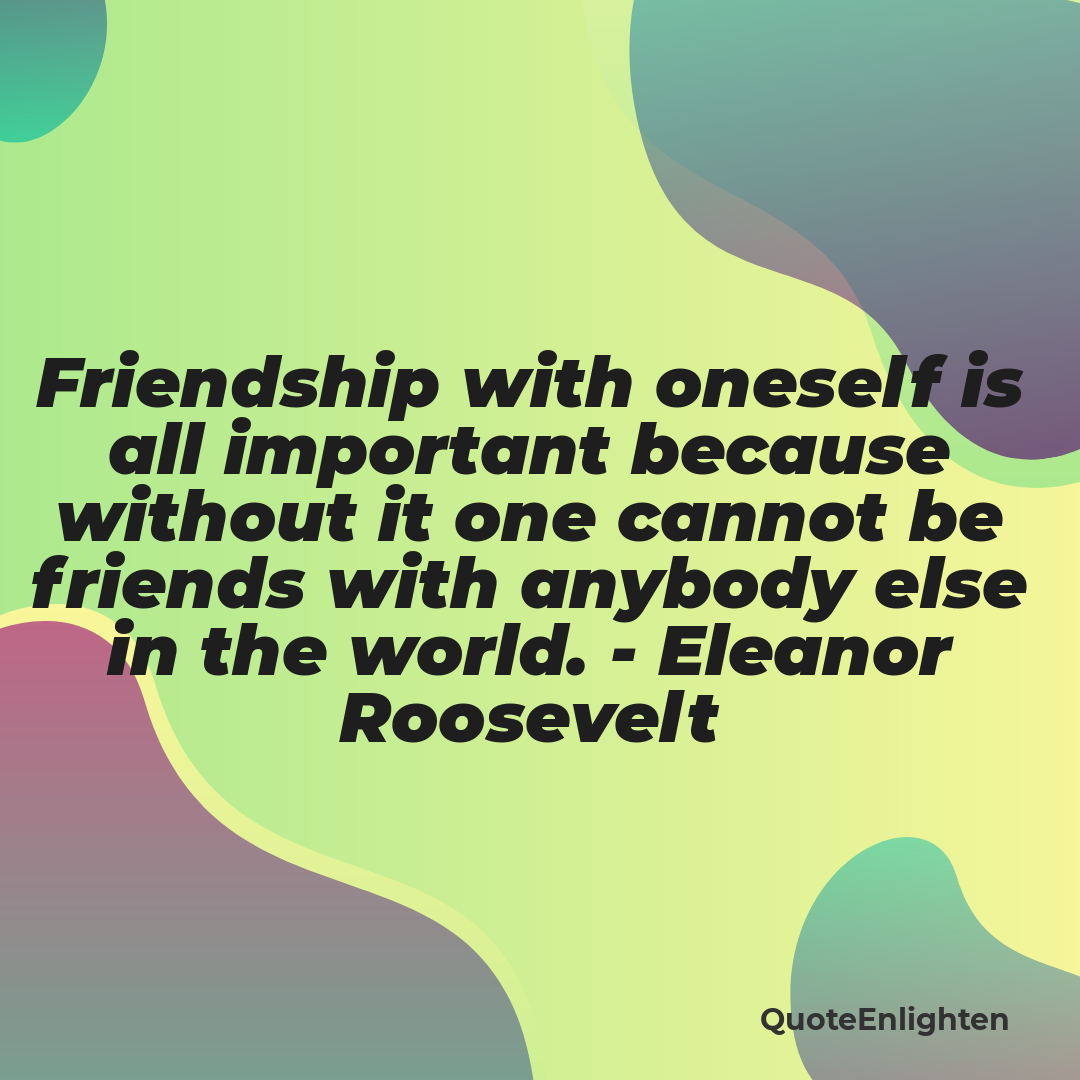 Friendship with oneself is
all important because
without it one cannot be
friends with anybody else
in the world. - Eleanor
Roosevelt
QuoteEnlighten